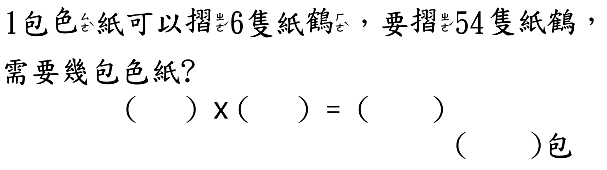 1包色ㄙㄜˋ紙可以摺ㄓㄜˊ6隻紙鶴ㄏㄜˋ，要摺ㄓㄜˊ54隻紙鶴，
需要幾包色紙?
(　　) x (　　) = (　　)
(　　)包